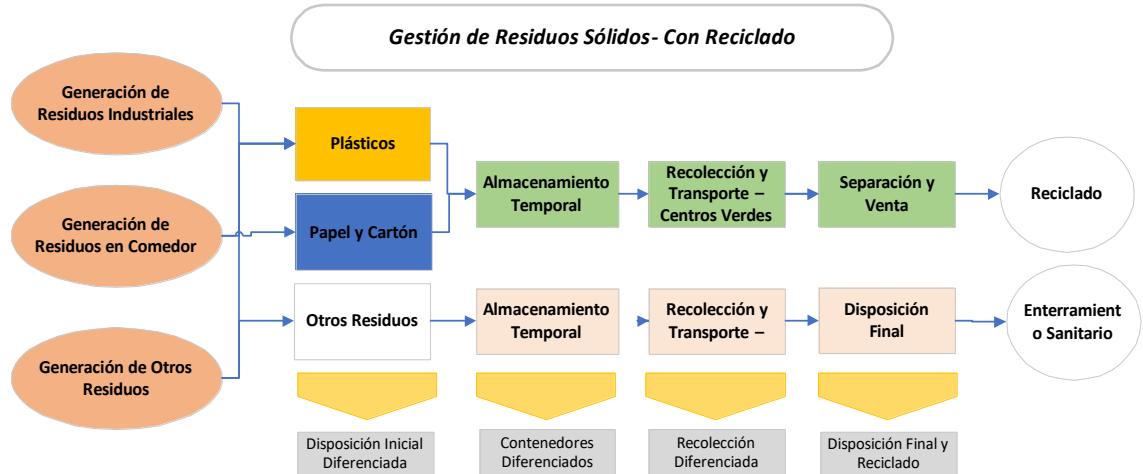 Gestión de Residuos Sólidos- Con Reciclado
Generación de
Residuos Industriales
Plásticos
Almacenamiento
Temporal
Recolección y
Transporte –
Centros Verdes
Separación y
Venta
Reciclado
Generación de
Residuos en Comedor
Papel y Cartón
Otros Residuos
Almacenamiento
Temporal
Recolección y
Transporte –
Disposición
Final
Enterramient
o Sanitario
Generación de Otros
Residuos
Disposición Inicial
Diferenciada
Contenedores
Diferenciados
Recolección
Diferenciada
Disposición Final y
Reciclado